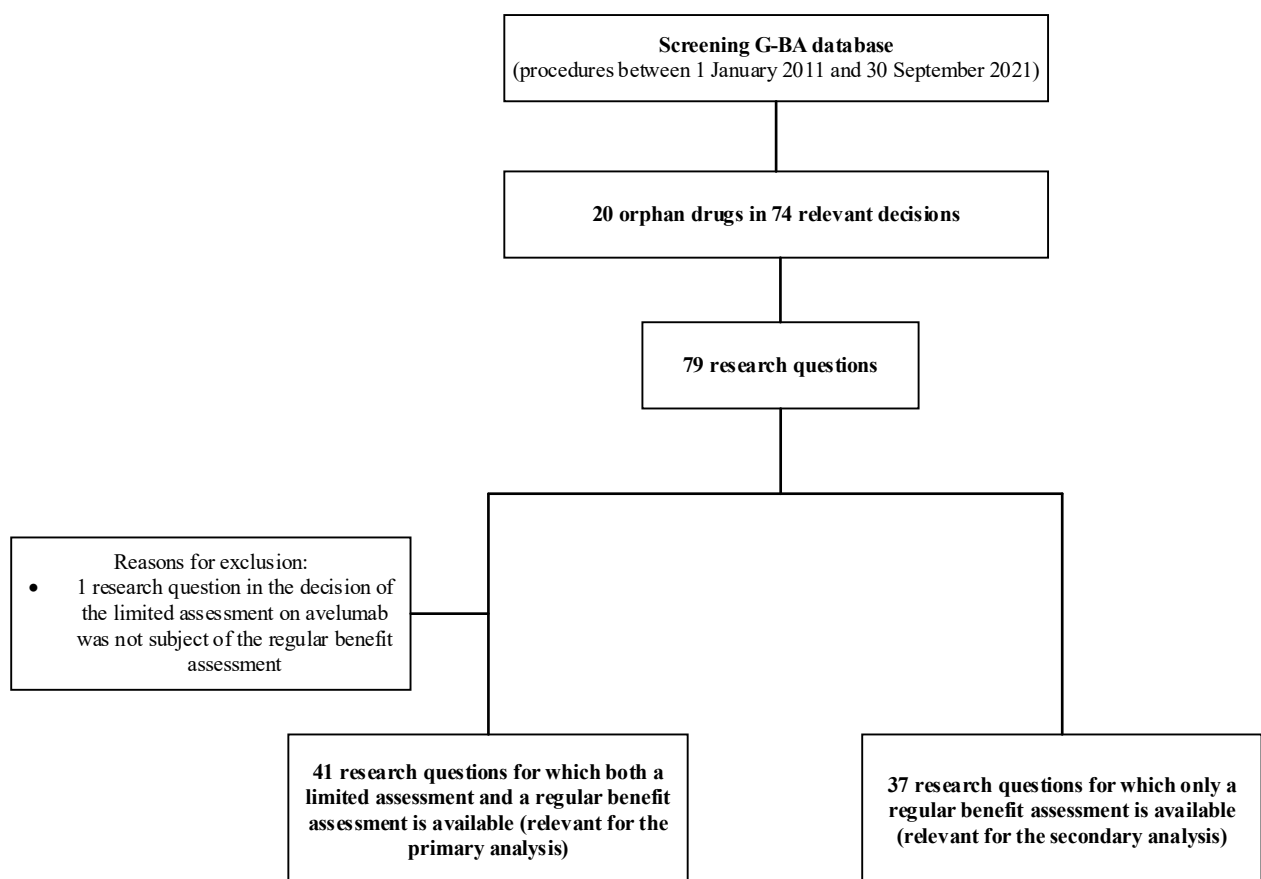 Screening G-BA database
(procedures between 1 January 2011 and 30 September 2021)
20 orphan drugs in 74 relevant decisions
79 research questions
Reasons for exclusion:
• 1 research question in the decision of
the limited assessment on avelumab
was not subject of the regular benefit
assessment
41 research questions for which both a
limited assessment and a regular benefit
assessment is available (relevant for the
primary analysis)
37 research questions for which only a
regular benefit assessment is available
(relevant for the secondary analysis)